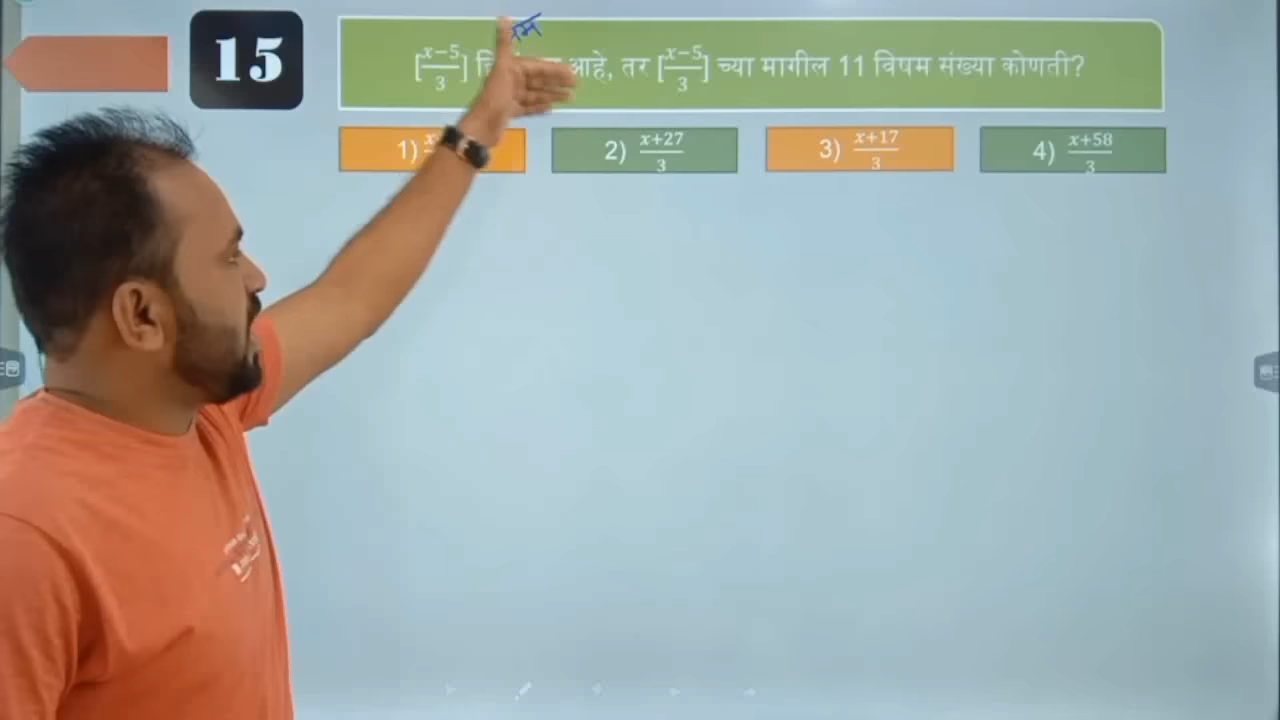 15
[x−5/3] आहे, तर [x−5/3] च्या मागील 11 विषम संख्या कोणती?
1) 2) x+27/3 3) x+17/3 4) x+58/3